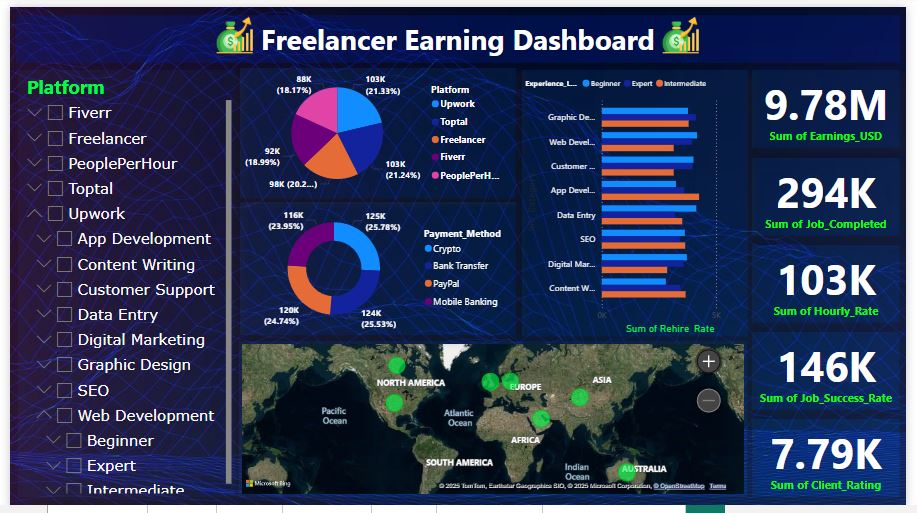 Freelancer Earning Dashboard
Platform
Fiverr
Freelancer
PeoplePerHour
Toptal
Upwork
App Development
Content Writing
Customer Support
Data Entry
Digital Marketing
Graphic Design
SEO
Web Development
Beginner
Expert
Intermediate
88K
(18.17%)
103K
(21.33%)
92K
(18.99%)
98K (20.2...)
103K
(21.24%)
Platform
Upwork
Toptal
Freelancer
Fiverr
PeoplePerH...
116K
(23.95%)
125K
(25.78%)
120K
(24.74%)
124K
(25.53%)
Payment_Method
Crypto
Bank Transfer
PayPal
Mobile Banking
Experience_L... Beginner Expert Intermediate
Graphic De...
Web Devel...
Customer ...
App Devel...
Data Entry
SEO
Digital Mar...
Content W...
0K 5K
Sum of Rehire_Rate
9.78M
Sum of Earnings_USD
294K
Sum of Job_Completed
103K
Sum of Hourly_Rate
146K
Sum of Job_Success_Rate
7.79K
Sum of Client_Rating
NORTH AMERICA
EUROPE
ASIA
Pacific
Ocean
Atlantic
Ocean
AFRICA
SOUTH AMERICA
Indian
Ocean
AUSTRALIA
Microsoft Bing
© 2025 TomTom, Earthstar Geographics SIO, © 2025 Microsoft Corporation, © OpenStreetMap Terms